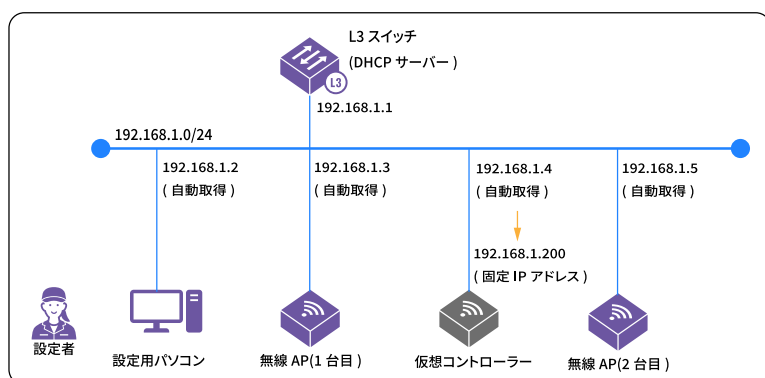 L3 スイッチ
(DHCP サーバー)
L3
192.168.1.1
192.168.1.0/24
192.168.1.2
(自動取得)
192.168.1.3
(自動取得)
192.168.1.4
(自動取得)
192.168.1.5
(自動取得)
192.168.1.200
(固定 IP アドレス)
設定者
設定用パソコン
無線 AP(1 台目)
仮想コントローラー
無線 AP(2 台目)